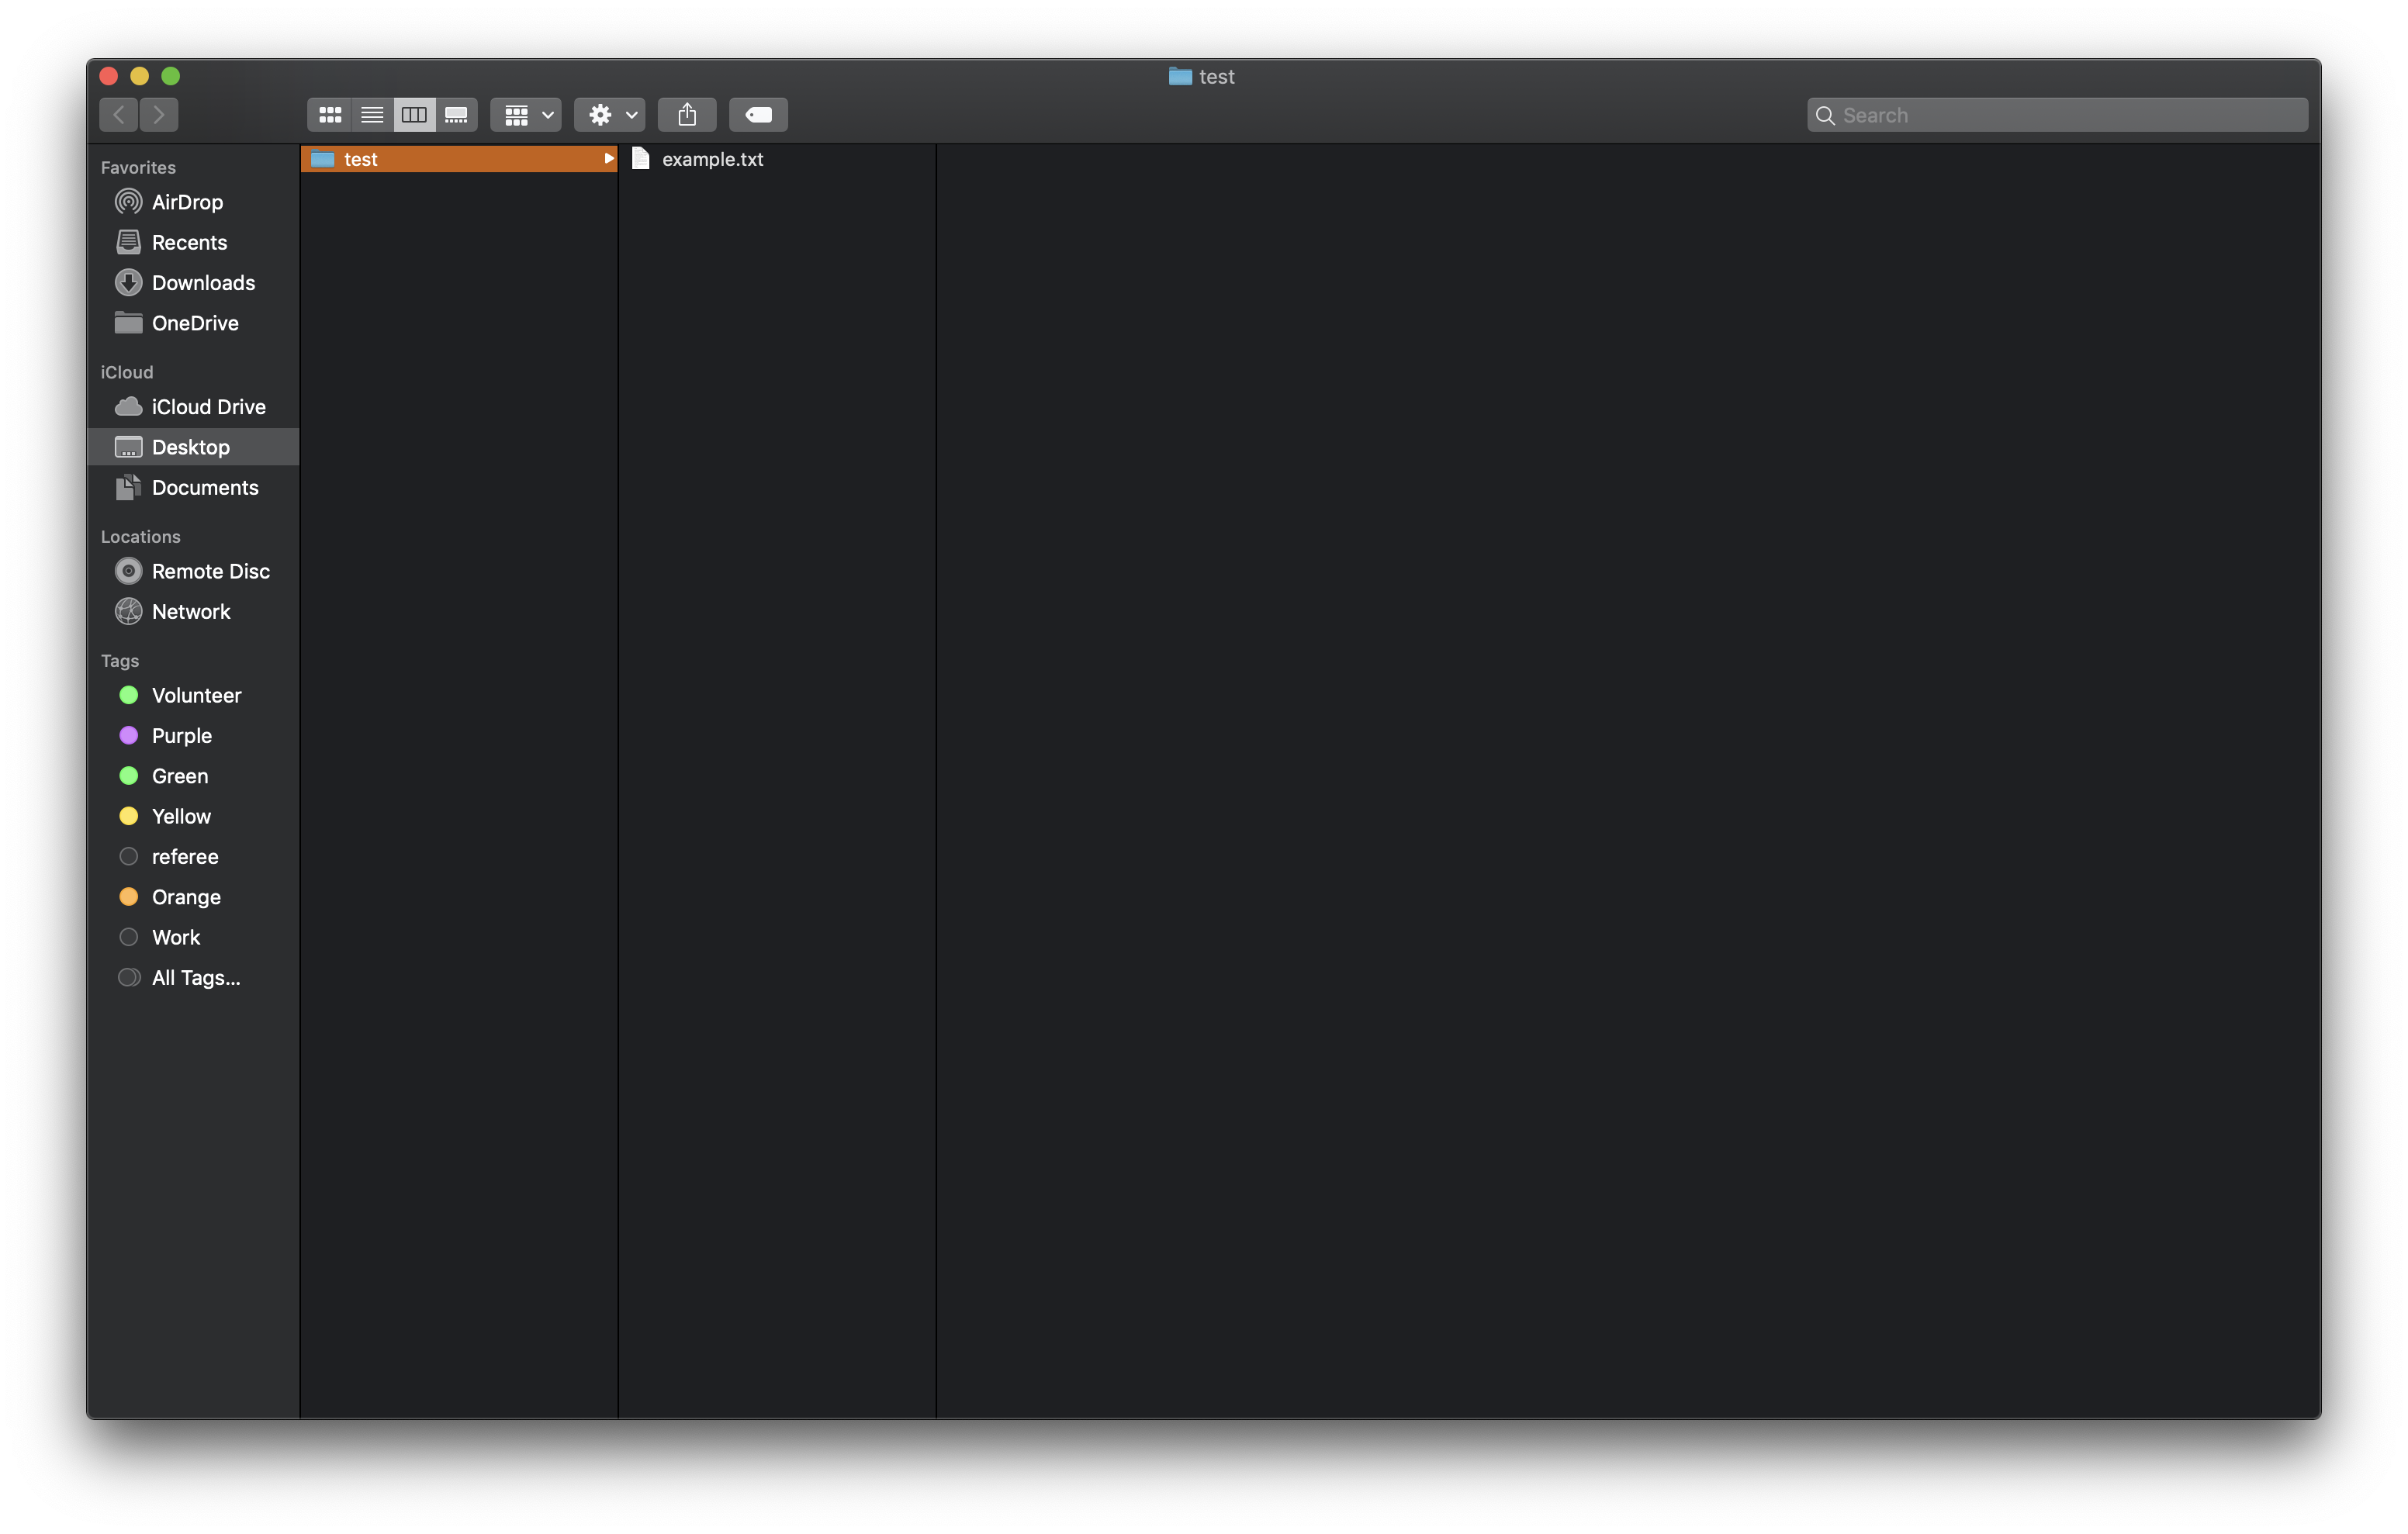 test
Search
Favorites
AirDrop
Recents
Downloads
OneDrive
iCloud
iCloud Drive
Desktop
Documents
Locations
Remote Disc
Network
Tags
Volunteer
Purple
Green
Yellow
referee
Orange
Work
All Tags...
test
example.txt